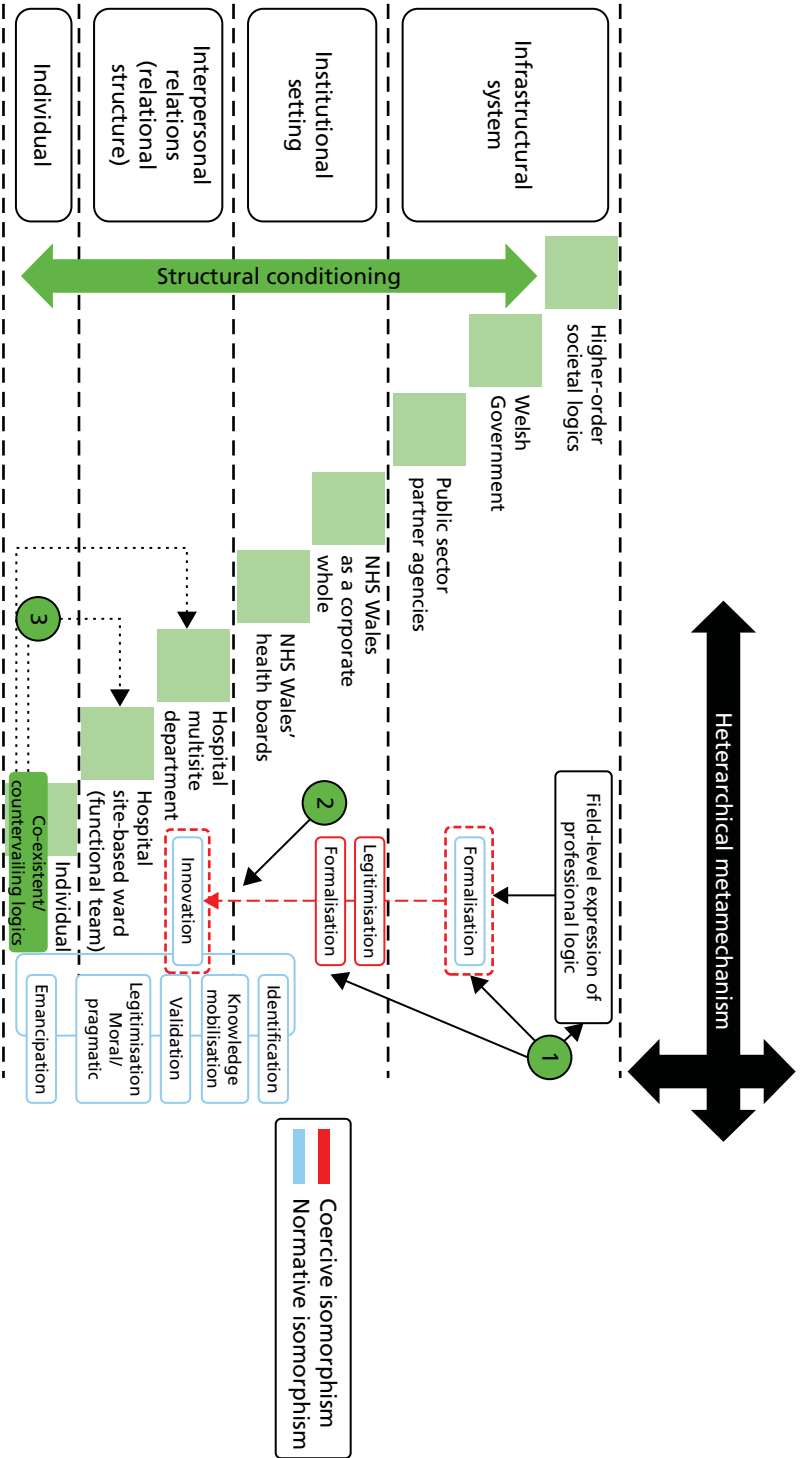 Heterarchical metamechanism
Infrastructural
system
Institutional
setting
Interpersonal
relations
(relational
structure)
Individual
Structural conditioning
Higher-order
societal logics
Welsh
Government
Public sector
partner agencies
NHS Wales
as a corporate
whole
NHS Wales'
health boards
Hospital
multisite
department
Hospital
site-based ward
(functional team)
Individual
Co-existent/
countervailing logics
3
2
1
Field-level expression of
professional logic
Formalisation
Legitimisation
Formalisation
Innovation
Identification
Knowledge
mobilisation
Validation
Legitimisation
Moral/
pragmatic
Emancipation
Coercive isomorphism
Normative isomorphism